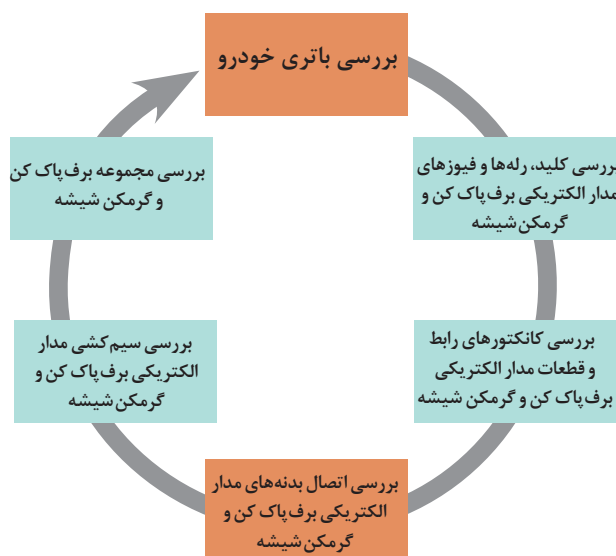 بررسی باتری خودرو
بررسی کلید، رله‌ها و فیوزهای
مدار الکتریکی برف پاک کن و
گرمکن شیشه
بررسی کانکتورهای رابط
و قطعات مدار الکتریکی
برف پاک کن و گرمکن شیشه
بررسی اتصال بدنه‌های مدار
الکتریکی برف پاک کن و
گرمکن شیشه
بررسی سیم‌کشی مدار
الکتریکی برف پاک کن و
گرمکن شیشه
بررسی مجموعه برف پاک کن
و گرمکن شیشه